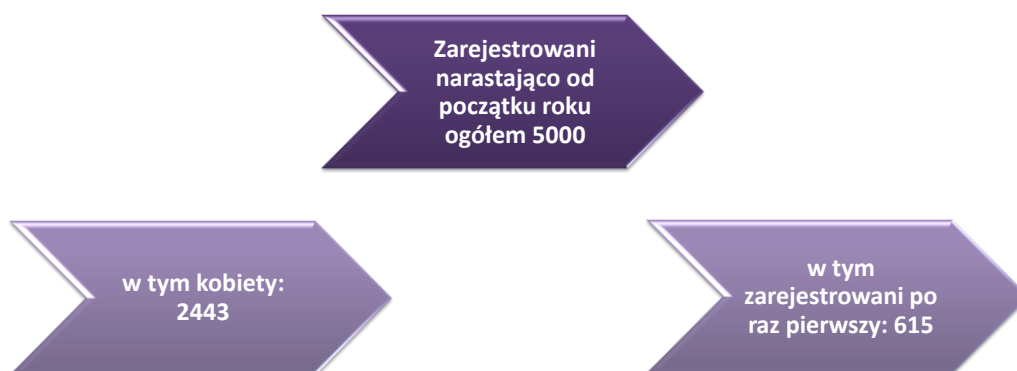 Zarejestrowani
narastająco od
początku roku
ogółem 5000
w tym kobiety:
2443
w tym
zarejestrowani po
raz pierwszy: 615